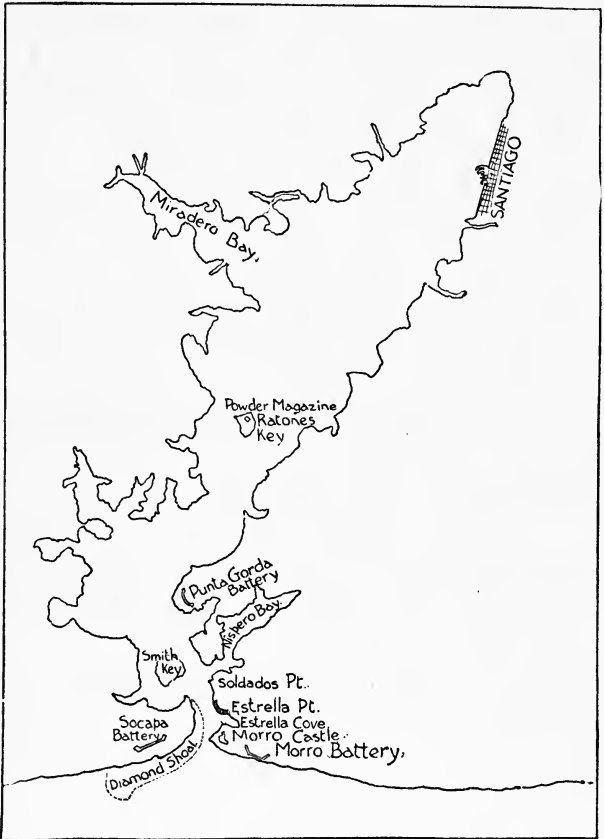 SANTIAGO
Miradero Bay,
Powder Magazine
Ratones
Key
Punta Gorda
Battery
Nispero Bay.
Smith
Key
Soldados Pt..
Estrella Pt.
Estrella Cove
Morro Castle.
Morro Battery,
Socapa
Battery
Diamond Shoal